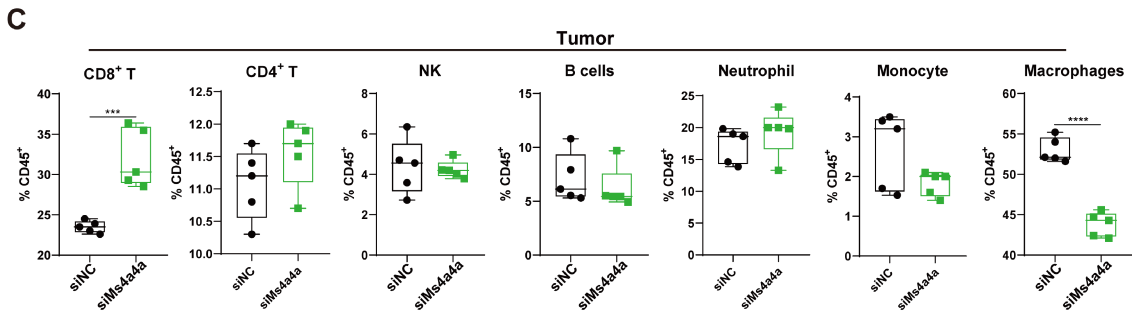 C
Tumor
CD8+ T
CD4+ T
NK
B cells
Neutrophil
Monocyte
Macrophages
% CD45+
40
35
30
25
20
***
siNC
siMs4a4a
% CD45+
12.5
12.0
11.5
11.0
10.5
10.0
siNC
siMs4a4a
% CD45+
8
6
4
2
0
siNC
siMs4a4a
% CD45+
15
10
5
0
siNC
siMs4a4a
% CD45+
25
20
15
10
5
0
siNC
siMs4a4a
% CD45+
4
3
2
1
0
siNC
siMs4a4a
% CD45+
60
55
50
45
40
****
siNC
siMs4a4a